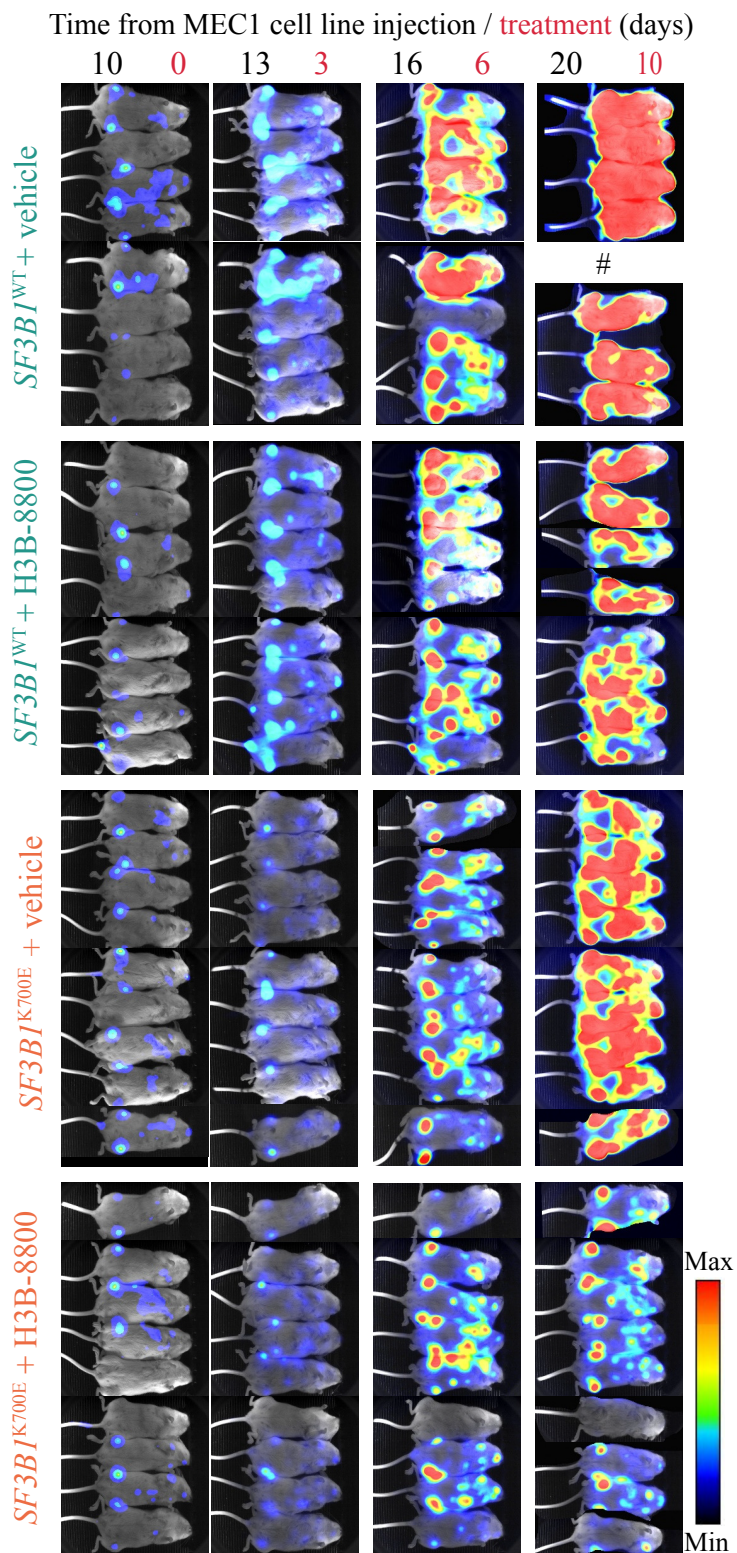 Time from MEC1 cell line injection / treatment (days)
10 0 13 3 16 6 20 10
SF3B1WT + vehicle
#
SF3B1WT + H3B-8800
SF3B1K700E + vehicle
SF3B1K700E + H3B-8800
Max
Min